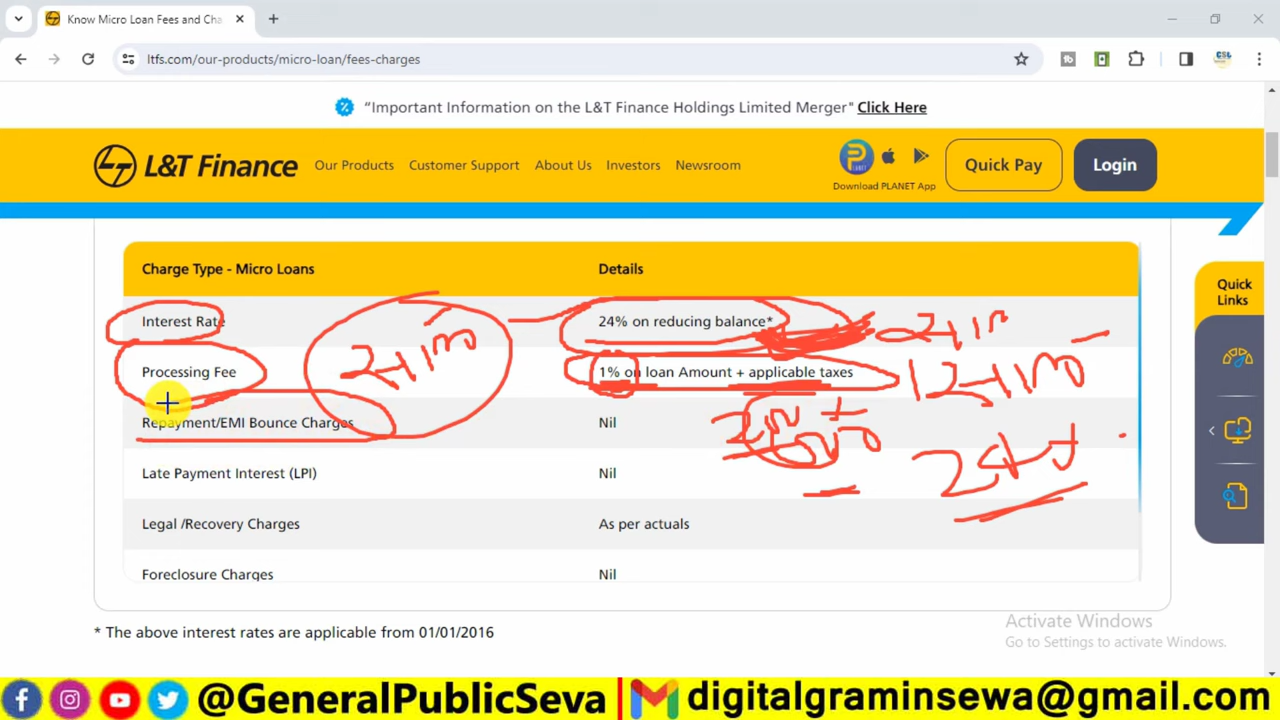 Know Micro Loan Fees and Cha
ltfs.com/our-products/micro-loan/fees-charges
“Important Information on the L&T Finance Holdings Limited Merger" Click Here
L&T Finance
Our Products Customer Support About Us Investors Newsroom
Download PLANET App
Quick Pay
Login
Charge Type - Micro Loans Details
Interest Rate 24% on reducing balance*
Processing Fee 1% on loan Amount + applicable taxes
Repayment/EMI Bounce Charges Nil
Late Payment Interest (LPI) Nil
Legal /Recovery Charges As per actuals
Foreclosure Charges Nil
* The above interest rates are applicable from 01/01/2016
Quick
Links
Activate Windows
Go to Settings to activate Windows.
@GeneralPublicSeva digitalgraminsewa@gmail.com